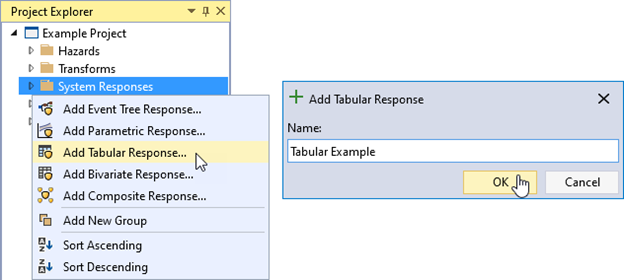 Project Explorer
Example Project
Hazards
Transforms
System Responses
Add Event Tree Response...
Add Parametric Response...
Add Tabular Response...
Add Bivariate Response...
Add Composite Response...
Add New Group
Sort Ascending
Sort Descending
Add Tabular Response
Name:
Tabular Example
OK Cancel